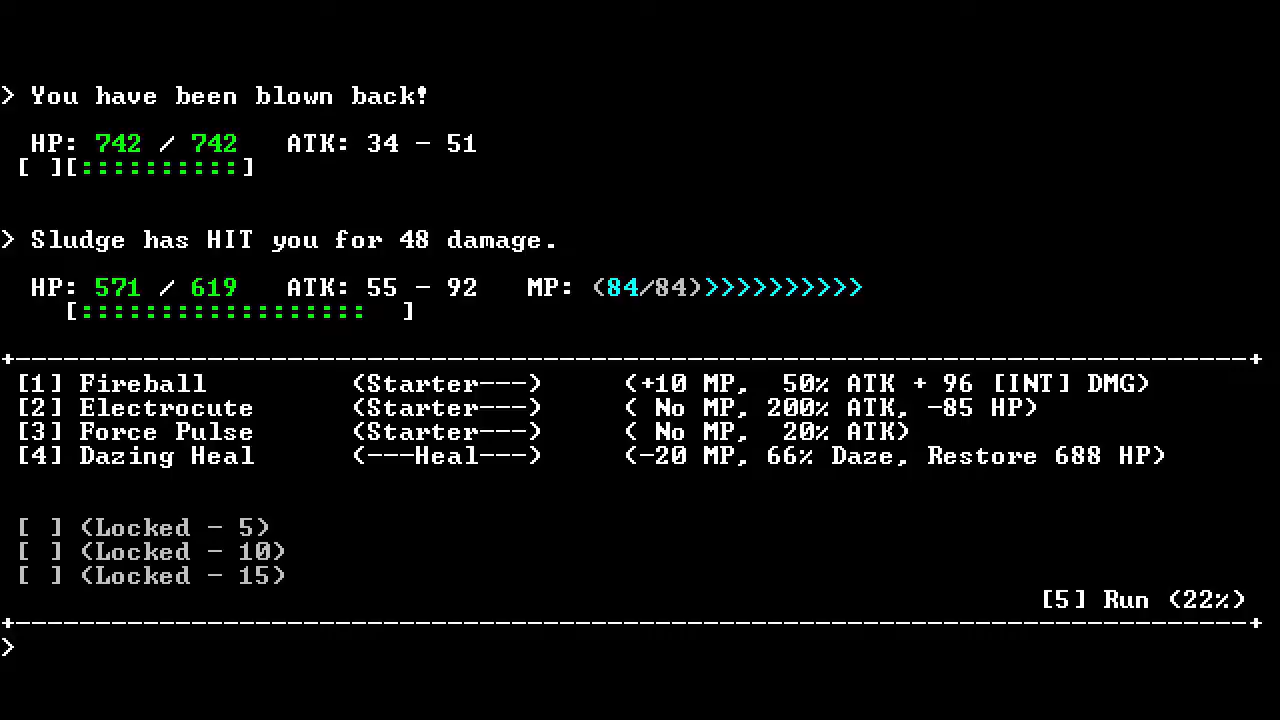 > You have been blown back!
HP: 742 / 742   ATK: 34 - 51
[ ][::::::::::]
> Sludge has HIT you for 48 damage.
HP: 571 / 619   ATK: 55 - 92   MP: (84/84)>>>>>>>>>>
[::::::::::::::::::  ]
+------------------------------------------------------------------------------+
[1] Fireball      (Starter---)     (+10 MP,  50% ATK + 96 [INT] DMG)
[2] Electrocute      (Starter---)     ( No MP, 200% ATK, -85 HP)
[3] Force Pulse      (Starter---)     ( No MP,  20% ATK)
[4] Dazing Heal      (---Heal---)     (-20 MP, 66% Daze, Restore 688 HP)
[ ] (Locked - 5)
[ ] (Locked - 10)
[ ] (Locked - 15)
[5] Run (22%)
+------------------------------------------------------------------------------+
>